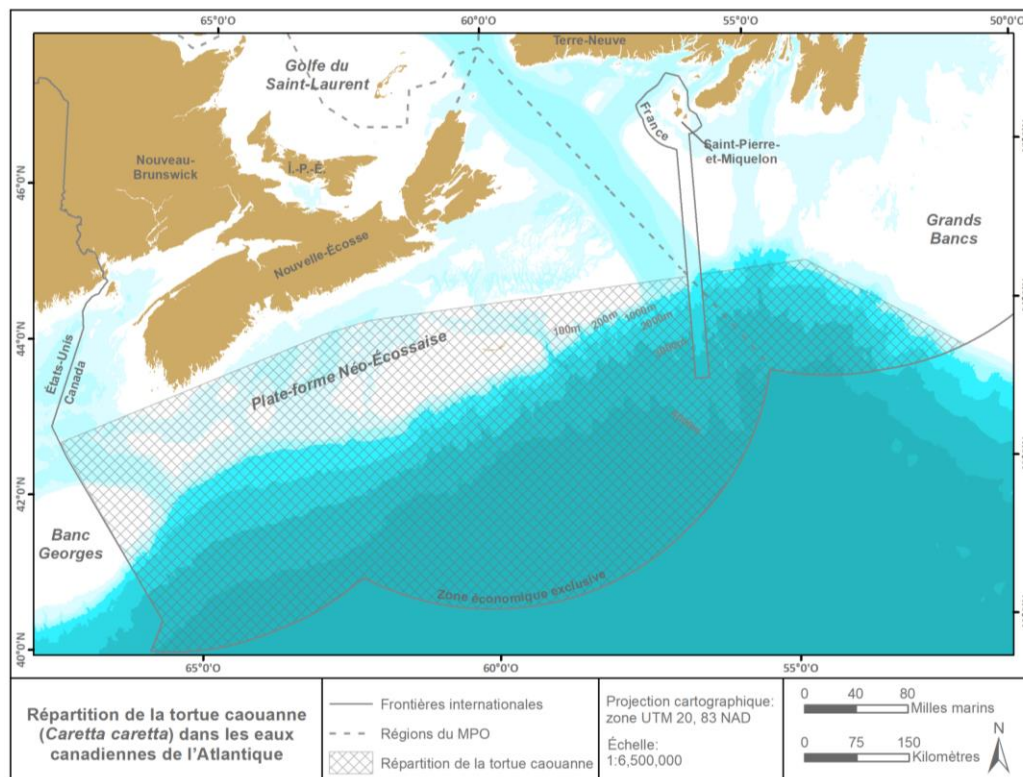 65°0'O
60°0'O
55°0'O
50°0'O
Terre-Neuve
Golfe du
Saint-Laurent
France
Saint-Pierre-
et-Miquelon
Nouveau-
Brunswick
Î.-P.-É.
46°0'N
Grands
Bancs
Nouvelle-Écosse
44°0'N
États-Unis
Canada
100m
200m
1000m
2000m
Plate-forme Néo-Écossaise
42°0'N
Banc
Georges
Zone économique exclusive
40°0'N
65°0'O
60°0'O
55°0'O
Répartition de la tortue caouanne
(Caretta caretta) dans les eaux
canadiennes de l'Atlantique
Frontières internationales
Régions du MPO
Répartition de la tortue caouanne
Projection cartographique:
zone UTM 20, 83 NAD
Échelle:
1:6,500,000
0 40 80
Milles marins
0 75 150
Kilomètres
N